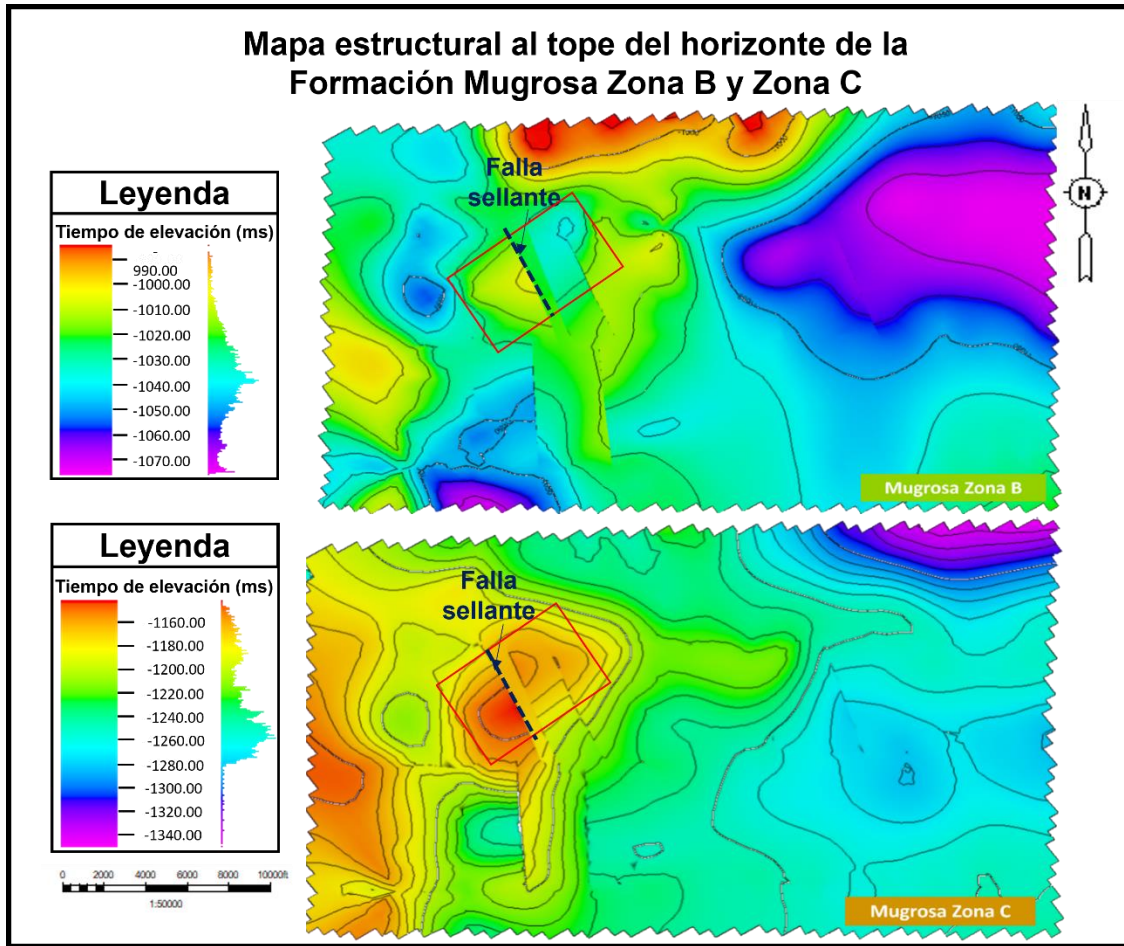 Mapa estructural al tope del horizonte de la
Formación Mugrosa Zona B y Zona C
Leyenda
Tiempo de elevación (ms)
990.00
-1000.00
-1010.00
-1030.00
-1040.00
-1050.00
-1060.00
-1070.00
Falla
sellante
N
Mugrosa Zona B
Leyenda
Tiempo de elevación (ms)
-1160.00
-1180.00
-1200.00
-1220.00
-1240.00
-1260.00
-1280.00
-1300.00
-1320.00
-1340.00
0 2000 4000 6000 8000 10000ft
1:50000
Falla
sellante
Mugrosa Zona C